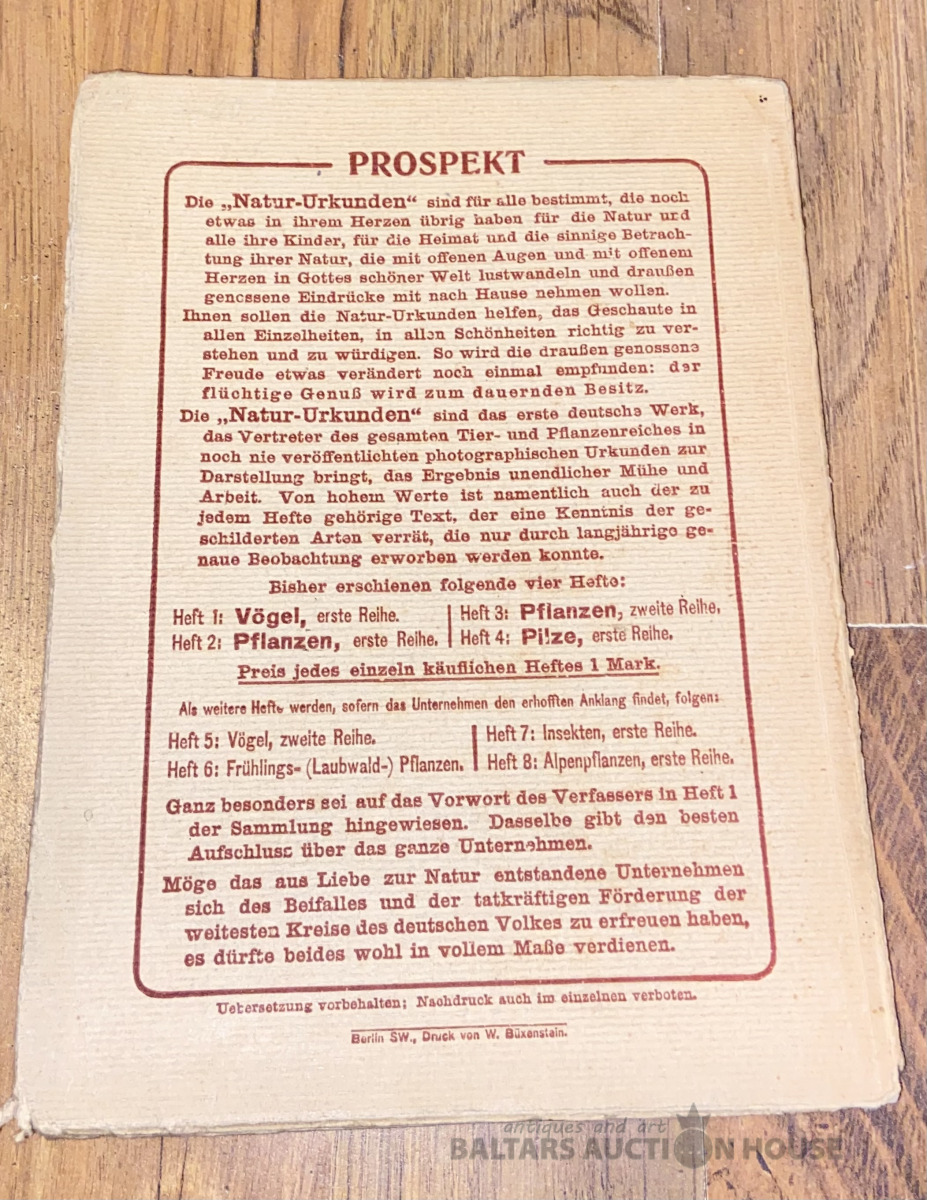 PROSPEKT
Die „Natur-Urkunden“ sind für alle bestimmt, die noch
etwas in ihrem Herzen übrig haben für die Natur und
alle ihre Kinder, für die Heimat und die sinnige Betrach-
tung ihrer Natur, die mit offenen Augen und mit offenem
Herzen in Gottes schöner Welt lustwandeln und draußen
genossene Eindrücke mit nach Hause nehmen wollen.
Ihnen sollen die Natur-Urkunden helfen, das Geschaute in
allen Einzelheiten, in allen Schönheiten richtig zu ver-
stehen und zu würdigen. So wird die draußen genossene
Freude etwas verändert noch einmal empfunden: der
flüchtige Genuß wird zum dauernden Besitz.
Die „Natur-Urkunden“ sind das erste deutsche Werk,
das Vertreter des gesamten Tier- und Pflanzenreiches in
noch nie veröffentlichten photographischen Urkunden zur
Darstellung bringt, das Ergebnis unendlicher Mühe und
Arbeit. Von hohem Werte ist namentlich auch der zu
jedem Hefte gehörige Text, der eine Kenntnis der ge-
schilderten Arten verrät, die nur durch langjährige ge-
naue Beobachtung erworben werden konnte.
Bisher erschienen folgende vier Hefte:
Heft 1: Vögel, erste Reihe.
Heft 2: Pflanzen, erste Reihe.
Heft 3: Pflanzen, zweite Reihe.
Heft 4: Pilze, erste Reihe.
Preis jedes einzeln käuflichen Heftes 1 Mark.
Als weitere Hefte werden, sofern das Unternehmen den erhofften Anklang findet, folgen:
Heft 5: Vögel, zweite Reihe.
Heft 6: Frühlings- (Laubwald-) Pflanzen.
Heft 7: Insekten, erste Reihe.
Heft 8: Alpenpflanzen, erste Reihe.
Ganz besonders sei auf das Vorwort des Verfassers in Heft 1
der Sammlung hingewiesen. Dasselbe gibt den besten
Aufschluss über das ganze Unternehmen.
Möge das aus Liebe zur Natur entstandene Unternehmen
sich des Beifalles und der tatkräftigen Förderung der
weitesten Kreise des deutschen Volkes zu erfreuen haben,
es dürfte beides wohl in vollem Maße verdienen.
Uebersetzung vorbehalten; Nachdruck auch im einzelnen verboten.
Berlin SW., Druck von W. Büxenstein.
antiques and art
BALTARS AUCTION HOUSE